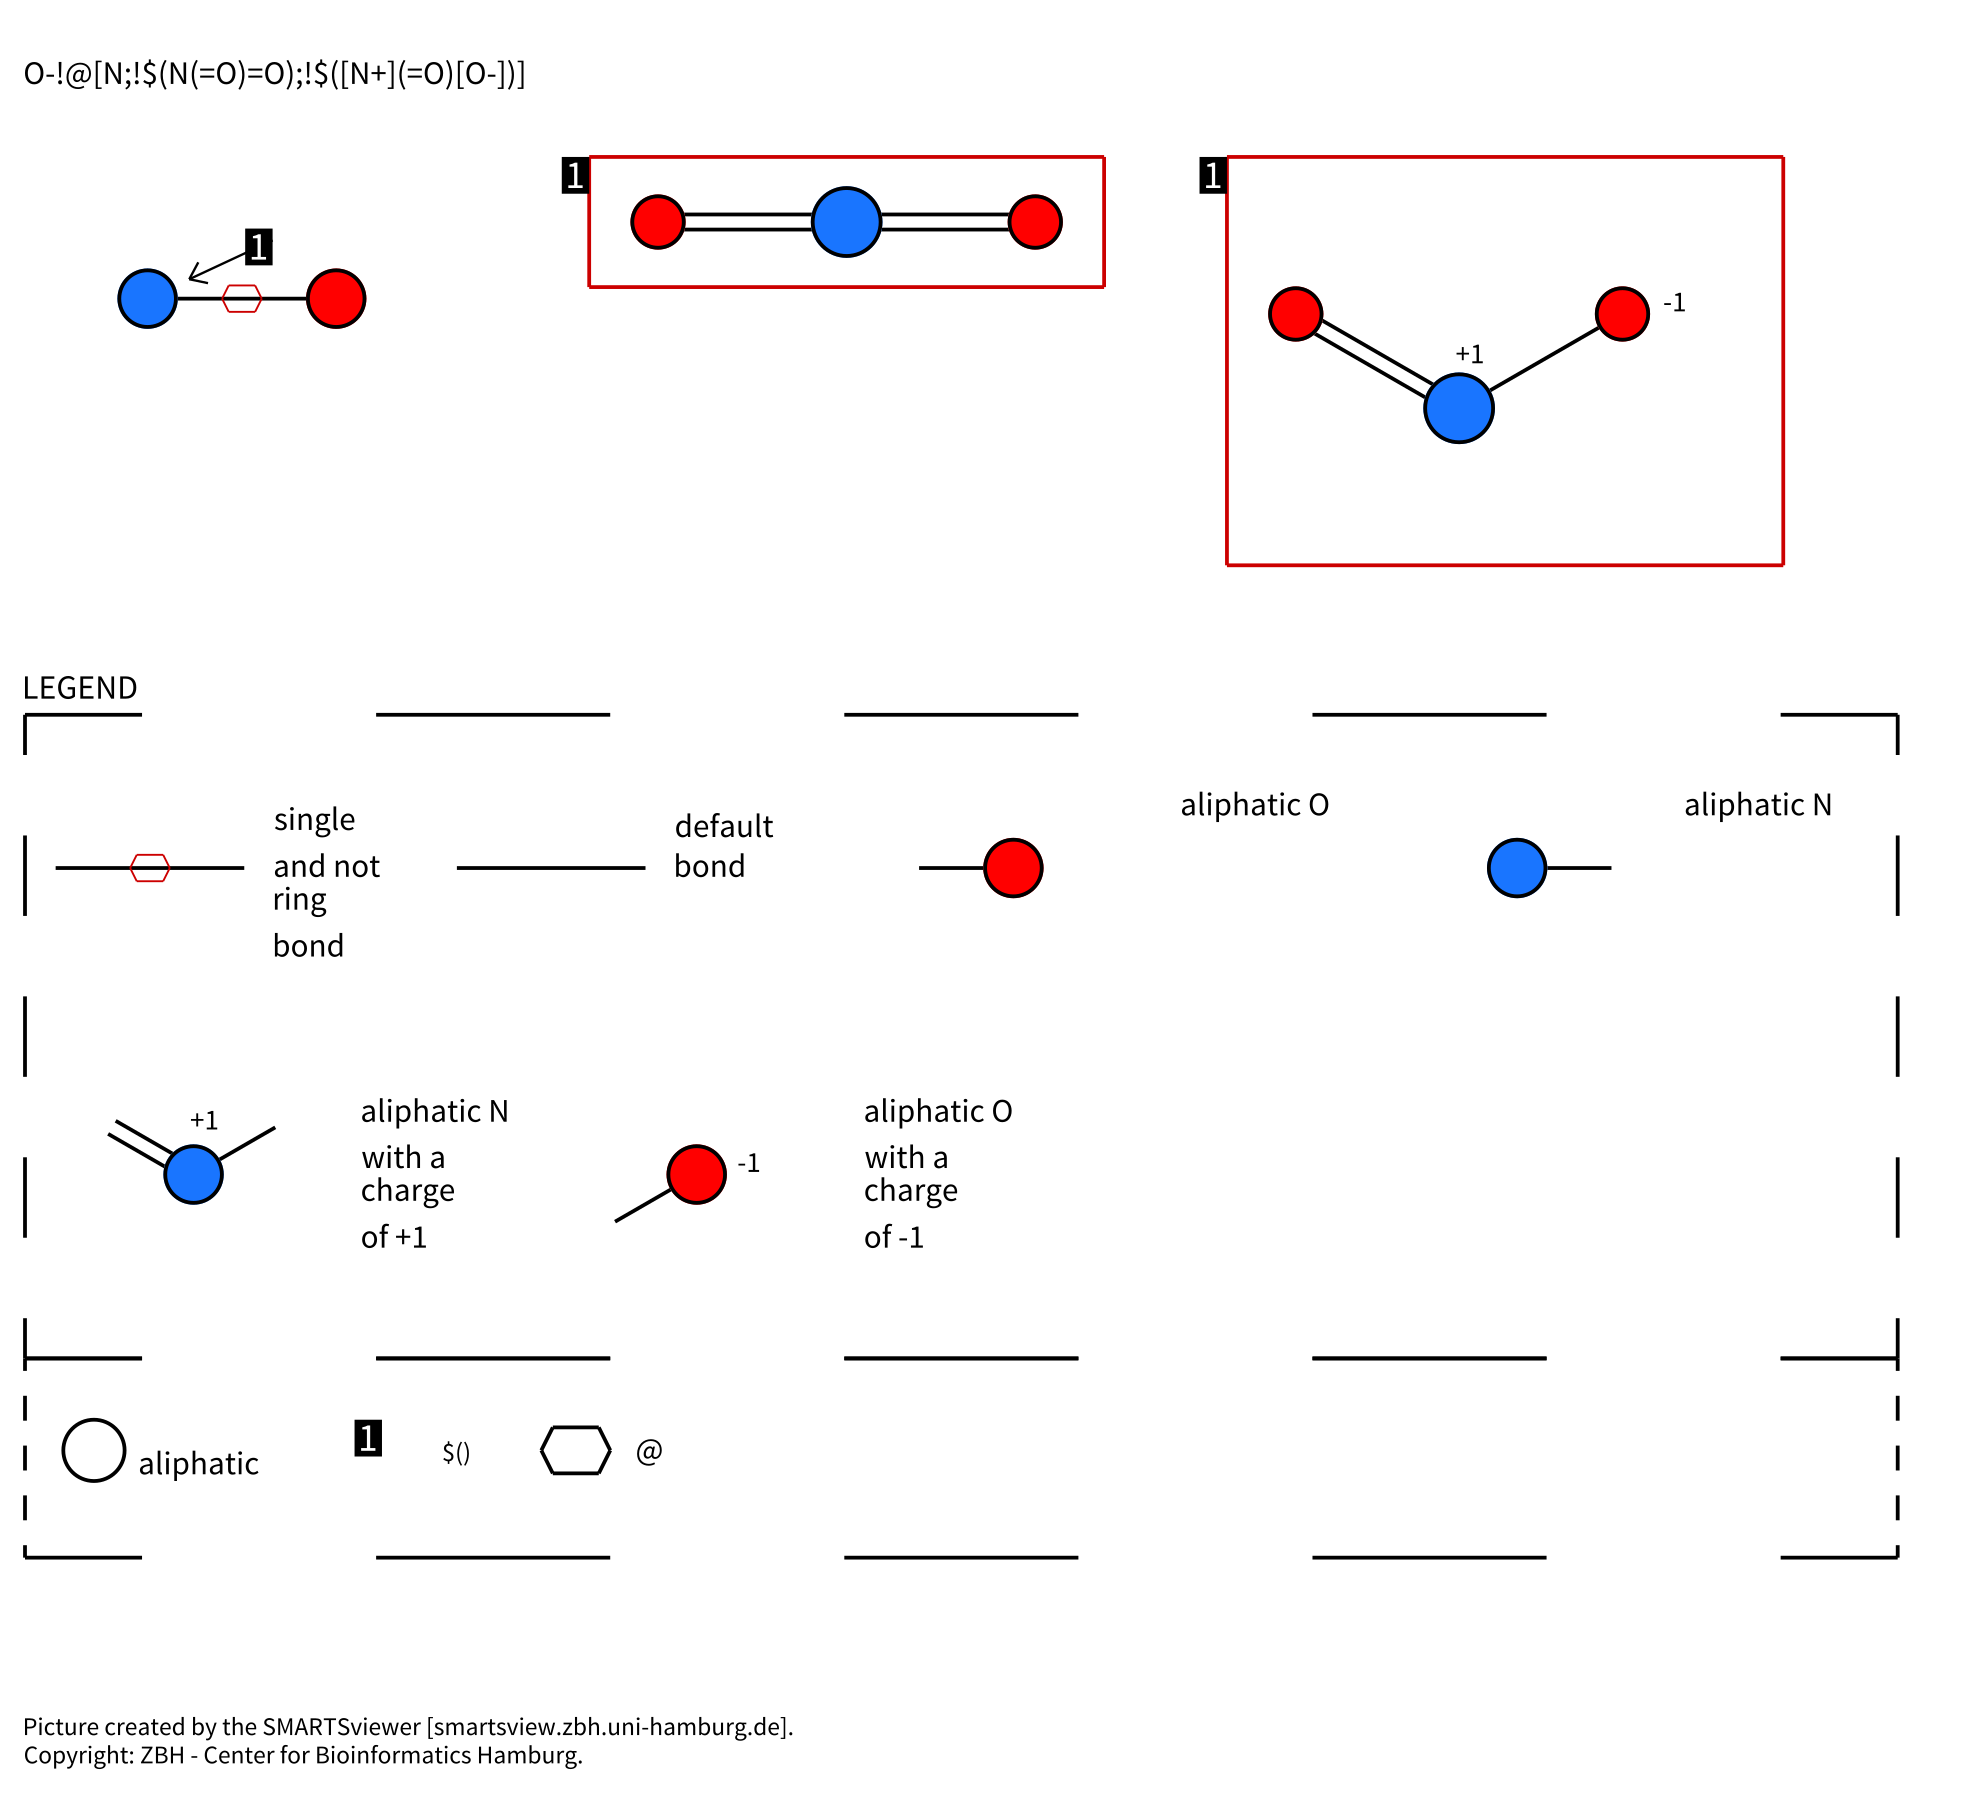 O-!@[N;!$(N(=O)=O);!$([N+](=O)[O-])]
1
1
1
-1
+1
LEGEND
single
and not
ring
bond
default
bond
aliphatic O
aliphatic N
+1
aliphatic N
with a
charge
of +1
-1
aliphatic O
with a
charge
of -1
aliphatic
1
$()
@
Picture created by the SMARTSviewer [smartsview.zbh.uni-hamburg.de].
Copyright: ZBH - Center for Bioinformatics Hamburg.